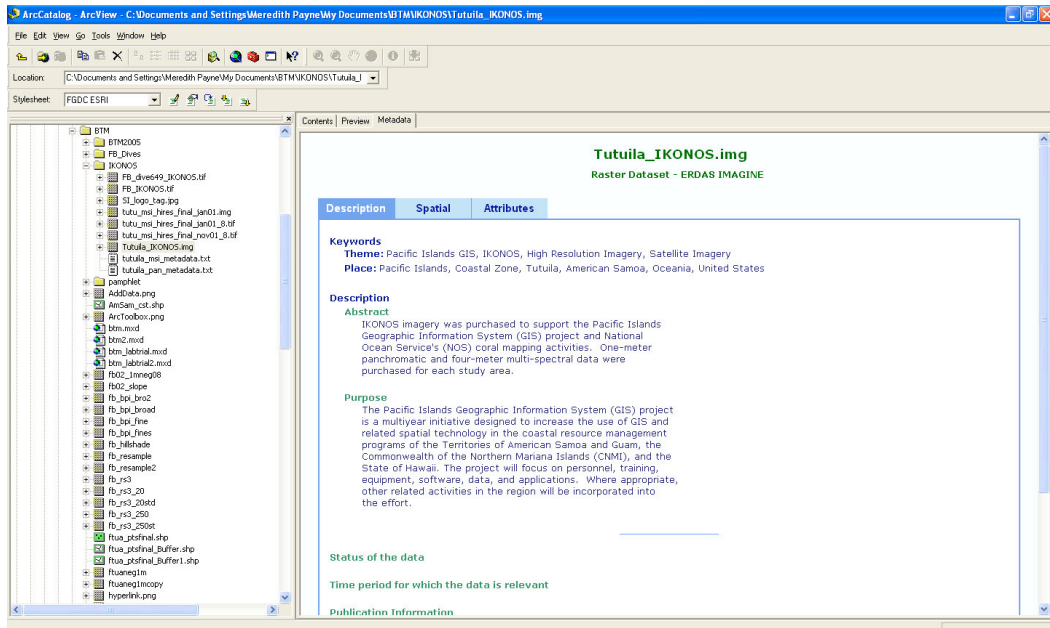 ArcCatalog - ArcView - C:\Documents and Settings\Meredith Payne\My Documents\BTM\IKONOS\Tutuila_IKONOS.img
File Edit View Go Tools Window Help
Location: C:\Documents and Settings\Meredith Payne\My Documents\BTM\IKONOS\Tutuila_I
Stylesheet: FGDC ESRI
BTM
BTM2005
FB_Dives
IKONOS
FB_dive649_IKONOS.tif
FB_IKONOS.tif
SI_logo_tag.jpg
tutu_msi_hires_final_jan01.img
tutu_msi_hires_final_jan01_8.tif
tutu_msi_hires_final_nov01_8.tif
Tutuila_IKONOS.img
tutuila_msi_metadata.txt
tutuila_pan_metadata.txt
pamphlet
AddData.png
AmSam_cst.shp
ArcToolbox.png
btm.mxd
btm2.mxd
btm_labtrial.mxd
btm_labtrial2.mxd
fb02_1mneg08
fb02_slope
fb_bpi_bro2
fb_bpi_broad
fb_bpi_fine
fb_bpi_fines
fb_hillshade
fb_resample
fb_resample2
fb_rs3
fb_rs3_20
fb_rs3_20std
fb_rs3_250
fb_rs3_250st
ftua_ptsfinal.shp
ftua_ptsfinal_Buffer.shp
ftua_ptsfinal_Buffer1.shp
ftuaneg1m
ftuaneg1mcopy
hyperlink.png
Contents Preview Metadata
Tutuila_IKONOS.img
Raster Dataset - ERDAS IMAGINE
Description Spatial Attributes
Keywords
Theme: Pacific Islands GIS, IKONOS, High Resolution Imagery, Satellite Imagery
Place: Pacific Islands, Coastal Zone, Tutuila, American Samoa, Oceania, United States
Description
Abstract
IKONOS imagery was purchased to support the Pacific Islands
Geographic Information System (GIS) project and National
Ocean Service's (NOS) coral mapping activities. One-meter
panchromatic and four-meter multi-spectral data were
purchased for each study area.
Purpose
The Pacific Islands Geographic Information System (GIS) project
is a multiyear initiative designed to increase the use of GIS and
related spatial technology in the coastal resource management
programs of the Territories of American Samoa and Guam, the
Commonwealth of the Northern Mariana Islands (CNMI), and the
State of Hawaii. The project will focus on personnel, training,
equipment, software, data, and applications. Where appropriate,
other related activities in the region will be incorporated into
the effort.
Status of the data
Time period for which the data is relevant
Publication Information